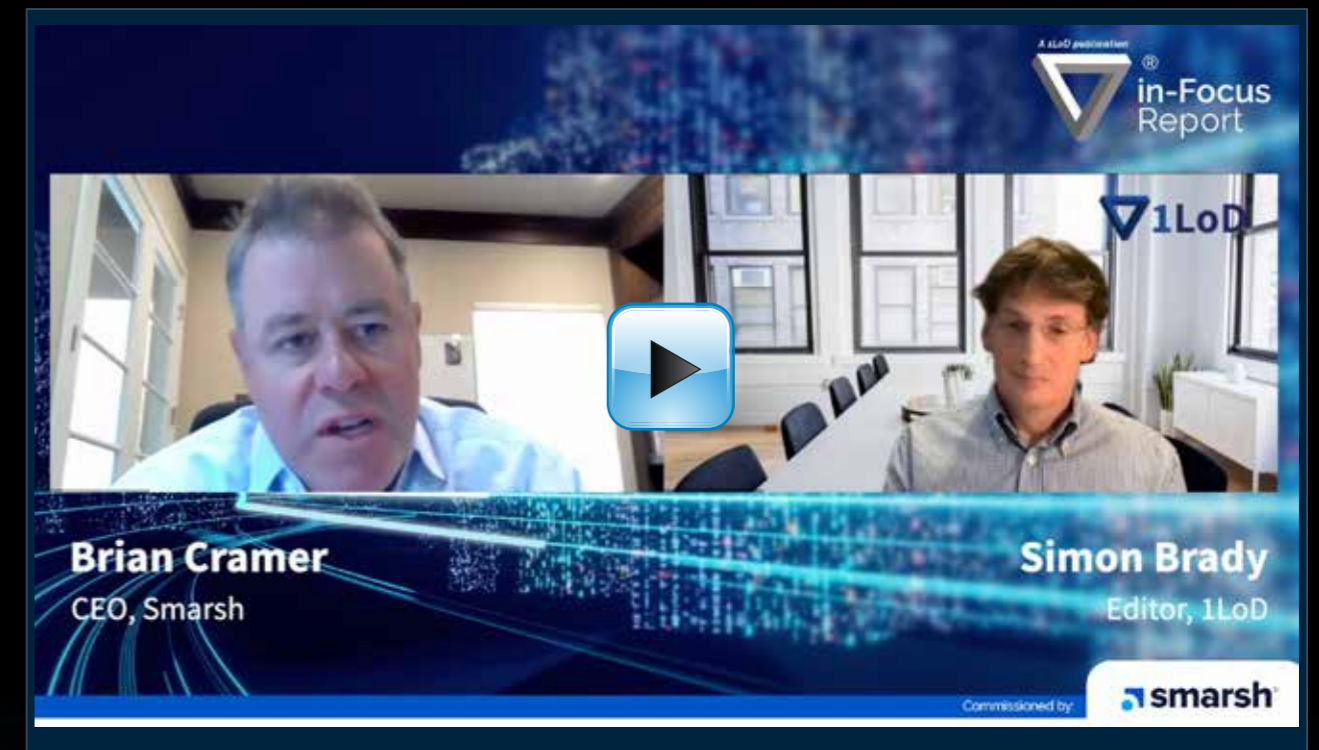 A 1LoD publication
®
in-Focus
Report
1LoD
Brian Cramer
CEO, Smarsh
Simon Brady
Editor, 1LoD
Commissioned by:
smarsh